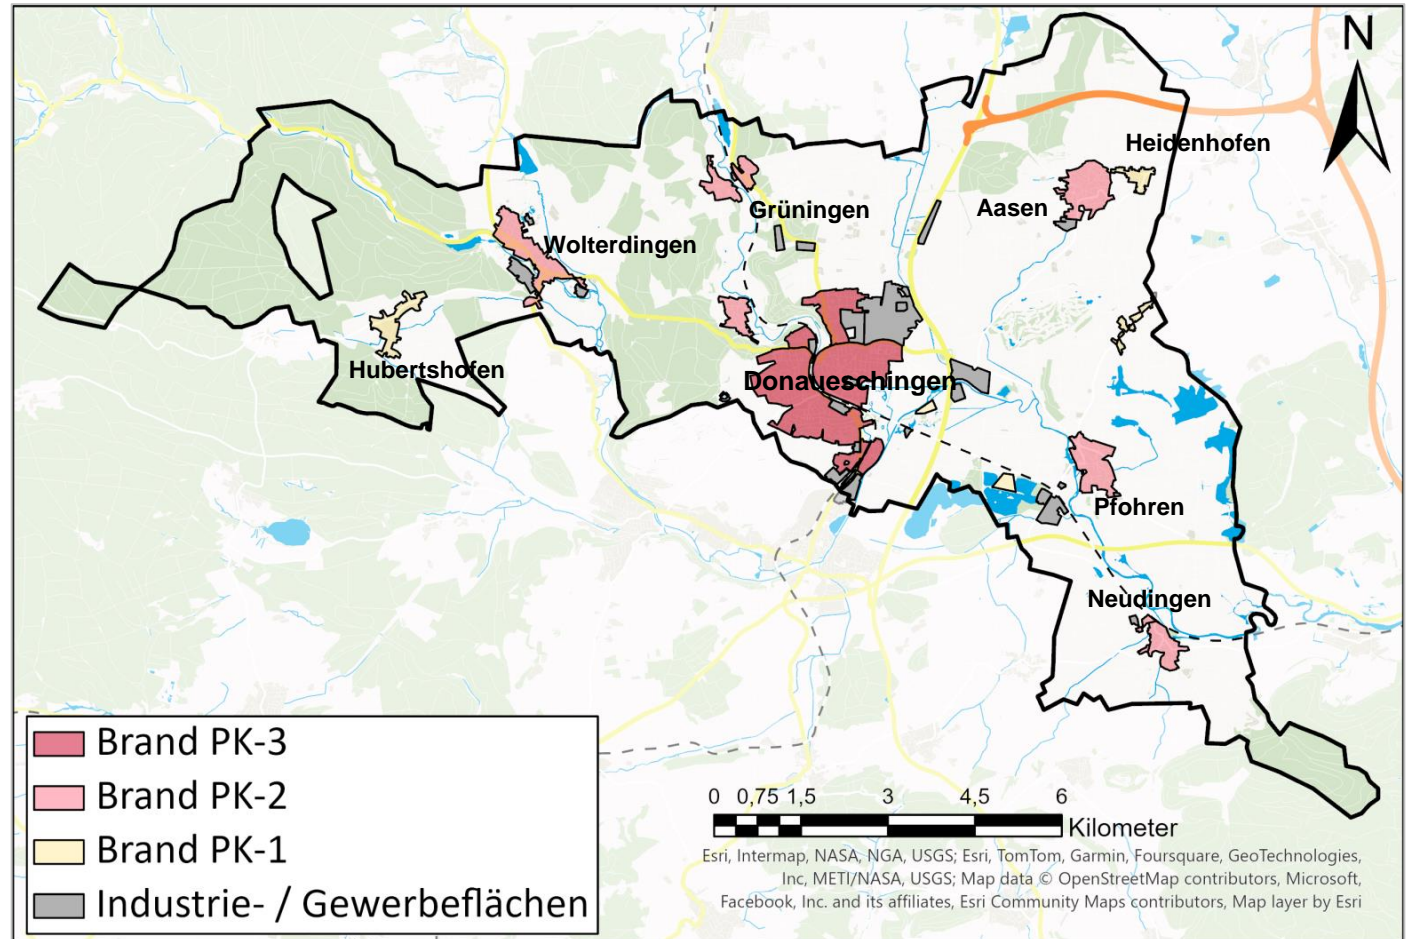 N
Heidenhofen
Aasen
Grüningen
Wolterdingen
Hubertshofen
Donaueschingen
Pfohren
Neudingen
Brand PK-3
Brand PK-2
Brand PK-1
Industrie- / Gewerbeflächen
0 0,75 1,5 3 4,5 6
Kilometer
Esri, Intermap, NASA, NGA, USGS; Esri, TomTom, Garmin, Foursquare, GeoTechnologies,
Inc, METI/NASA, USGS; Map data © OpenStreetMap contributors, Microsoft,
Facebook, Inc. and its affiliates, Esri Community Maps contributors, Map layer by Esri